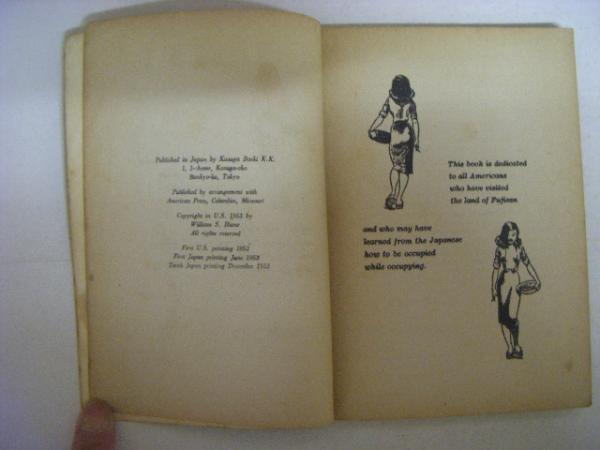 Published in Japan by Kasuga Boeki K.K.
1, 1-chome, Kasuga-cho
Bunkyo-ku, Tokyo
Published by arrangement with
American Press, Columbia, Missouri
Copyright in U.S. 1953 by
William S. Hume
All rights reserved
First U.S. printing 1953
First Japan printing June 1953
Tenth Japan printing December 1953
This book is dedicated
to all Americans
who have visited
the land of Fujisan
and who may have
learned from the Japanese
how to be occupied
while occupying.